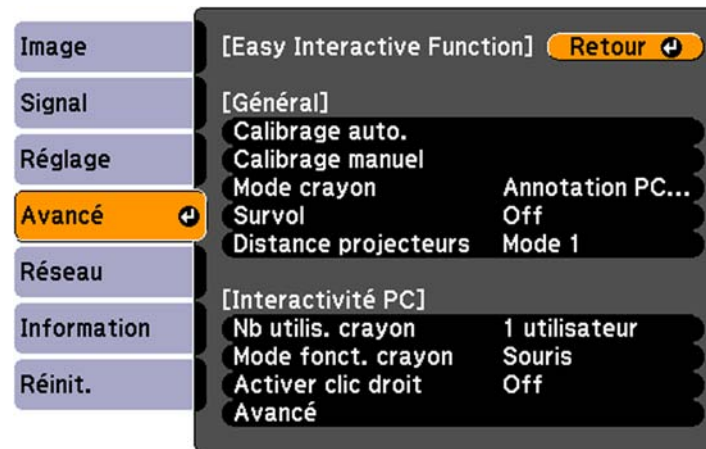 Image
Signal
Réglage
Avancé
Réseau
Information
Réinit.
[Easy Interactive Function] Retour
[Général]
Calibrage auto.
Calibrage manuel
Mode crayon Annotation PC...
Survol Off
Distance projecteurs Mode 1
[Interactivité PC]
Nb utilis. crayon 1 utilisateur
Mode fonct. crayon Souris
Activer clic droit Off
Avancé